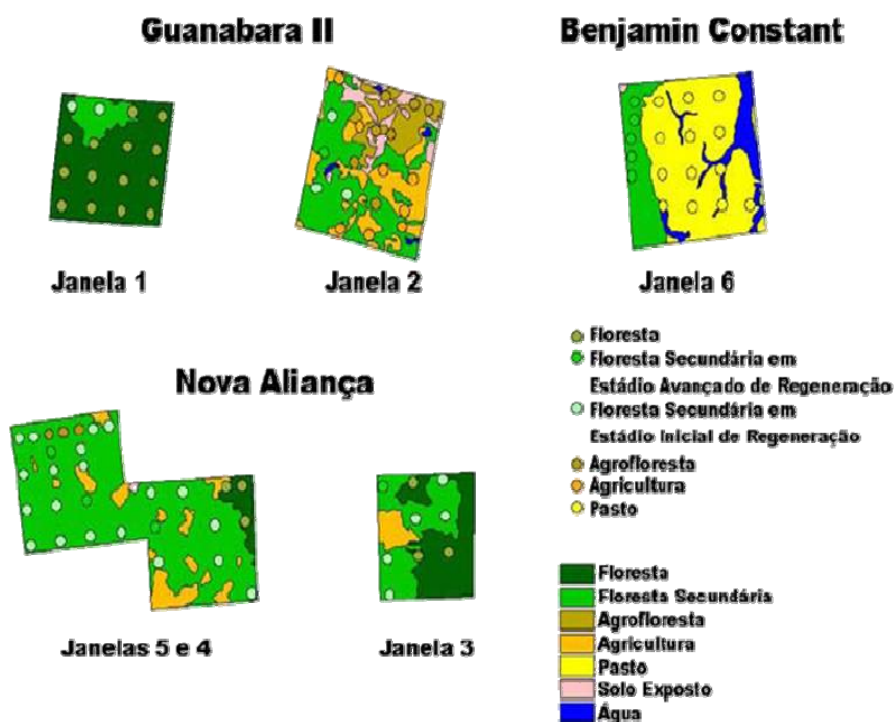 Guanabara II
Benjamin Constant
Janela 1
Janela 2
Janela 6
Nova Aliança
Janelas 5 e 4
Janela 3
Floresta
Floresta Secundária em
Estádio Avançado de Regeneração
Floresta Secundária em
Estádio Inicial de Regeneração
Agrofloresta
Agricultura
Pasto
Floresta
Floresta Secundária
Agrofloresta
Agricultura
Pasto
Solo Exposto
Água